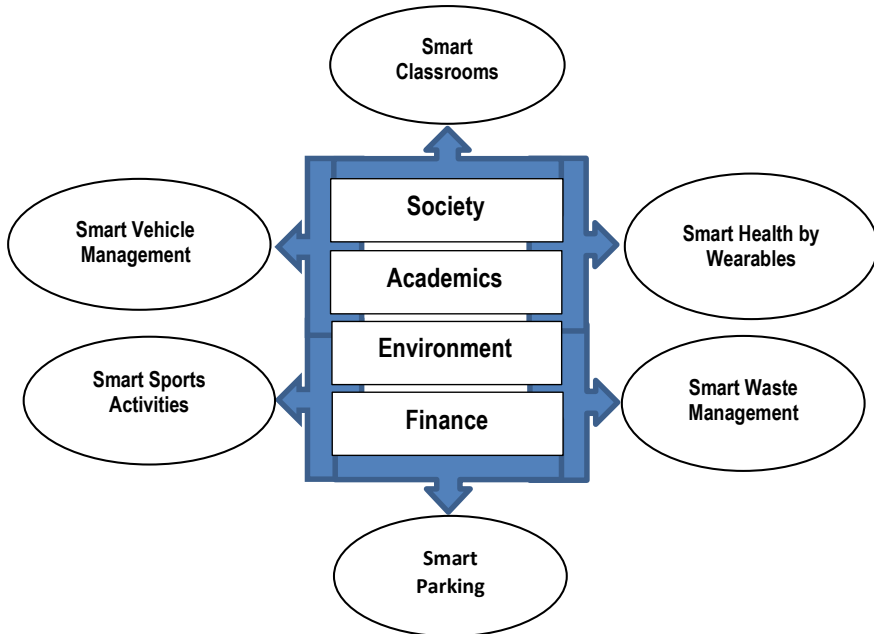 Smart
Classrooms
Society
Smart Vehicle
Management
Smart Health by
Wearables
Academics
Environment
Smart Sports
Activities
Smart Waste
Management
Finance
Smart
Parking